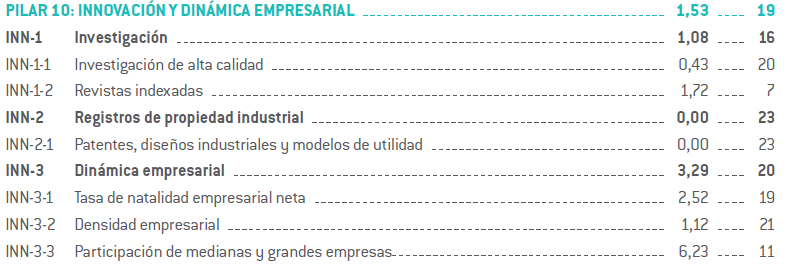 PILAR 10: INNOVACIÓN Y DINÁMICA EMPRESARIAL 1,53 19
INN-1 Investigación 1,08 16
INN-1-1 Investigación de alta calidad 0,43 20
INN-1-2 Revistas indexadas 1,72 7
INN-2 Registros de propiedad industrial 0,00 23
INN-2-1 Patentes, diseños industriales y modelos de utilidad 0,00 23
INN-3 Dinámica empresarial 3,29 20
INN-3-1 Tasa de natalidad empresarial neta 2,52 19
INN-3-2 Densidad empresarial 1,12 21
INN-3-3 Participación de medianas y grandes empresas 6,23 11